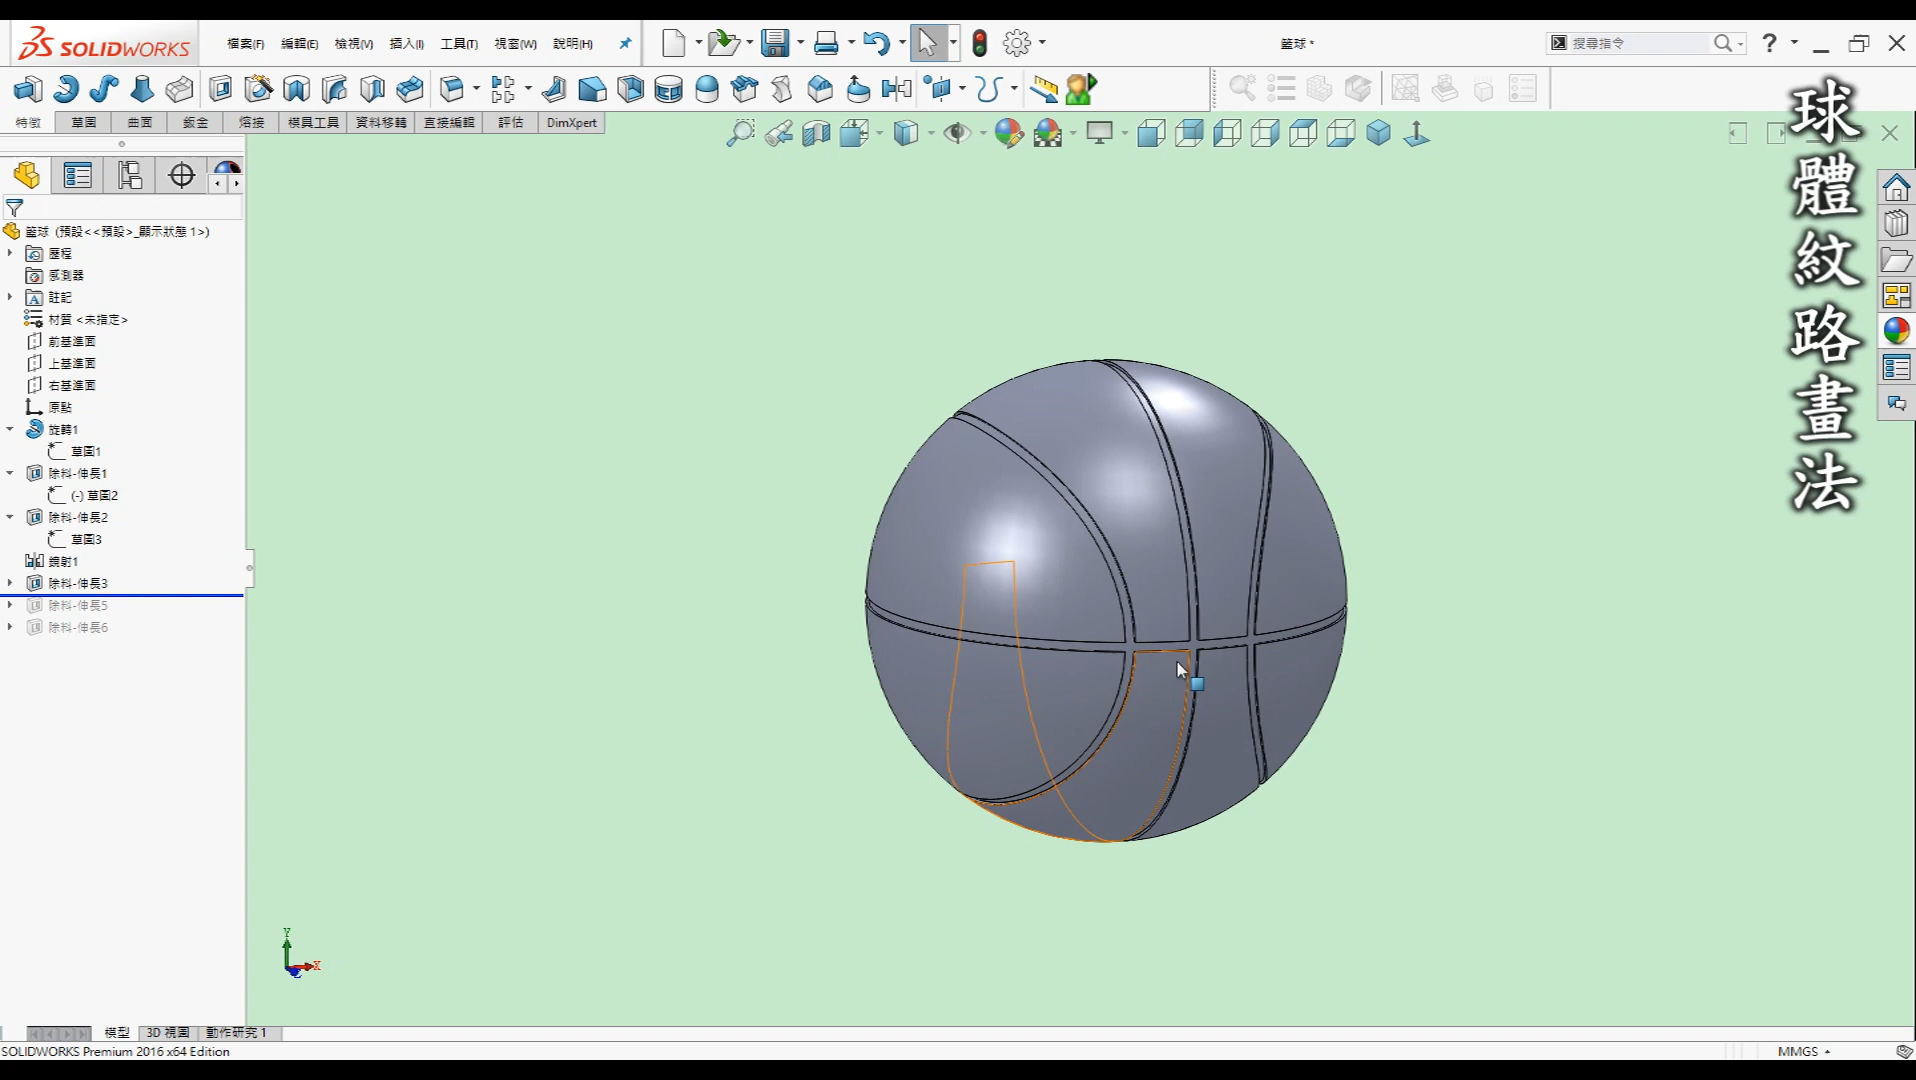 SOLIDWORKS
檔案(F) 編輯(E) 檢視(V) 插入(I) 工具(T) 視窗(W) 說明(H)
籃球 *
搜尋指令
特徵 草圖 曲面 鈑金 熔接 模具工具 資料移轉 直接編輯 評估 DimXpert
籃球 (預設<<預設>_顯示狀態 1>)
歷程
感測器
註記
材質 <未指定>
前基準面
上基準面
右基準面
原點
旋轉1
草圖1
除料-伸長1
(-) 草圖2
除料-伸長2
草圖3
鏡射1
除料-伸長3
除料-伸長5
除料-伸長6
球體紋路畫法
Y
X
Z
模型 3D 視圖 動作研究 1
SOLIDWORKS Premium 2016 x64 Edition
MMGS